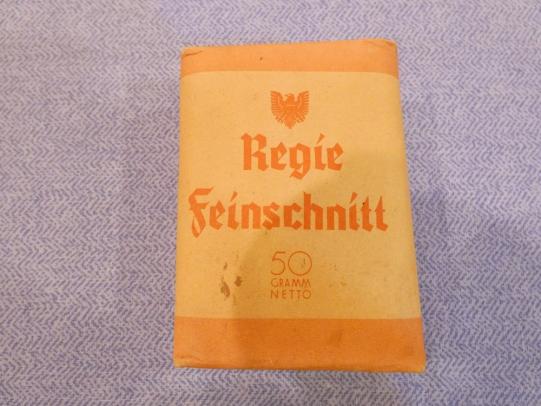 Regie
Feinschnitt
50
GRAMM
NETTO